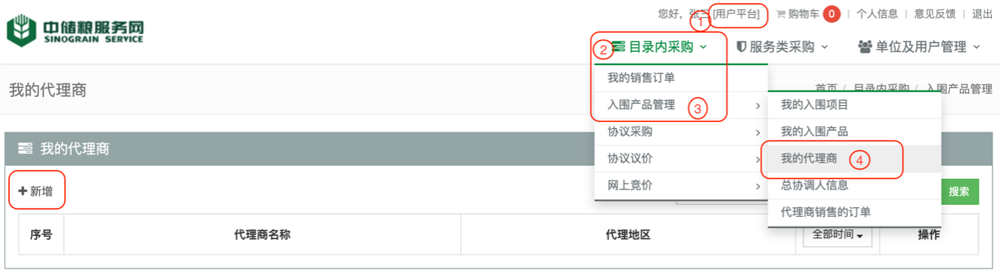 中储粮服务网
SINOGRAIN SERVICE
您好，张三 [用户平台] 购物车 0 | 个人信息 | 意见反馈 | 退出
1
2 目录内采购 服务类采购 单位及用户管理
我的代理商
首页 / 目录内采购 / 入围产品管理
我的销售订单
入围产品管理 3
协议采购
协议议价
网上竞价
我的入围项目
我的入围产品
我的代理商 4
总协调人信息
代理商销售的订单
我的代理商
新增
搜索
序号 代理商名称 代理地区 全部时间 操作